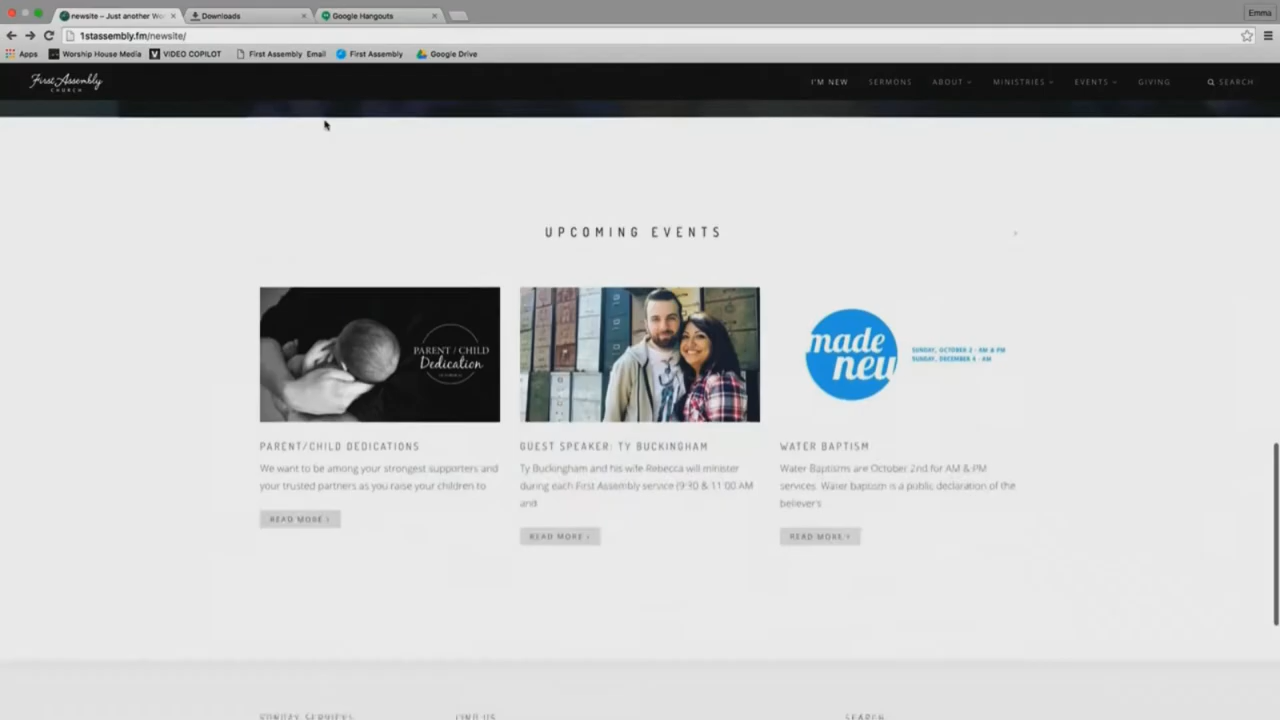 newsite – Just another Wo
Downloads
Google Hangouts
Emma
1stassembly.fm/newsite/
Apps
Worship House Media
VIDEO COPILOT
First Assembly Email
First Assembly
Google Drive
First Assembly
CHURCH
I'M NEW
SERMONS
ABOUT
MINISTRIES
EVENTS
GIVING
SEARCH
UPCOMING EVENTS
PARENT / CHILD
Dedication
made
new
SUNDAY, OCTOBER 2 - AM & PM
SUNDAY, DECEMBER 4 - AM
PARENT/CHILD DEDICATIONS
We want to be among your strongest supporters and
your trusted partners as you raise your children to
READ MORE ›
GUEST SPEAKER: TY BUCKINGHAM
Ty Buckingham and his wife Rebecca will minister
during each First Assembly service (9:30 & 11:00 AM
and
READ MORE ›
WATER BAPTISM
Water Baptisms are October 2nd for AM & PM
services. Water baptism is a public declaration of the
believer's
READ MORE ›
SUNDAY SERVICES
FIND US
SEARCH